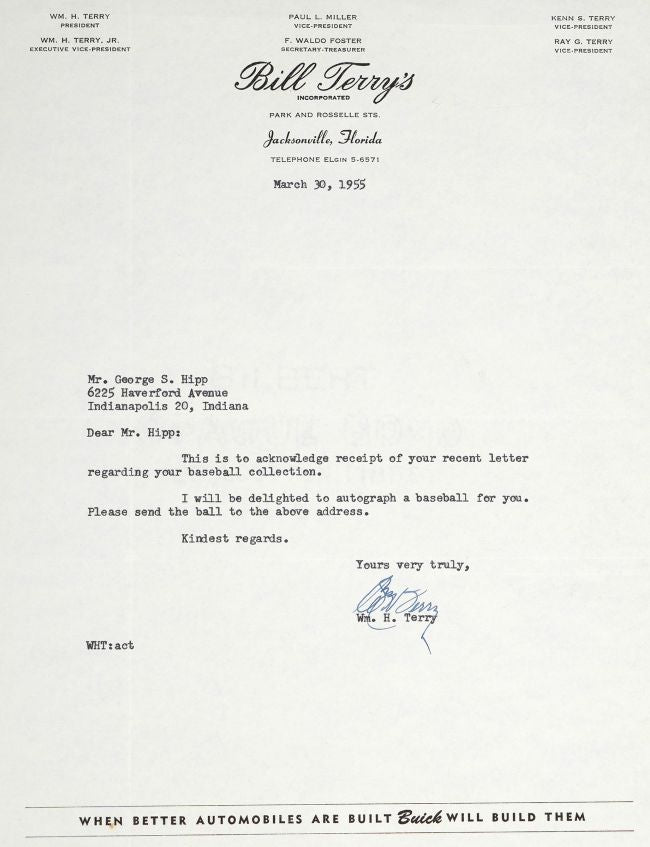 WM. H. TERRY
PRESIDENT
WM. H. TERRY, JR.
EXECUTIVE VICE-PRESIDENT
PAUL L. MILLER
VICE-PRESIDENT
F. WALDO FOSTER
SECRETARY-TREASURER
KENN S. TERRY
VICE-PRESIDENT
RAY G. TERRY
VICE-PRESIDENT
Bill Terry's
INCORPORATED
PARK AND ROSSELLE STS.
Jacksonville, Florida
TELEPHONE ELGIN 5-6571
March 30, 1955
Mr. George S. Hipp
6225 Haverford Avenue
Indianapolis 20, Indiana
Dear Mr. Hipp:
This is to acknowledge receipt of your recent letter
regarding your baseball collection.
I will be delighted to autograph a baseball for you.
Please send the ball to the above address.
Kindest regards.
Yours very truly,
Bill Terry
Wm. H. Terry
WHT:act
WHEN BETTER AUTOMOBILES ARE BUILT Buick WILL BUILD THEM